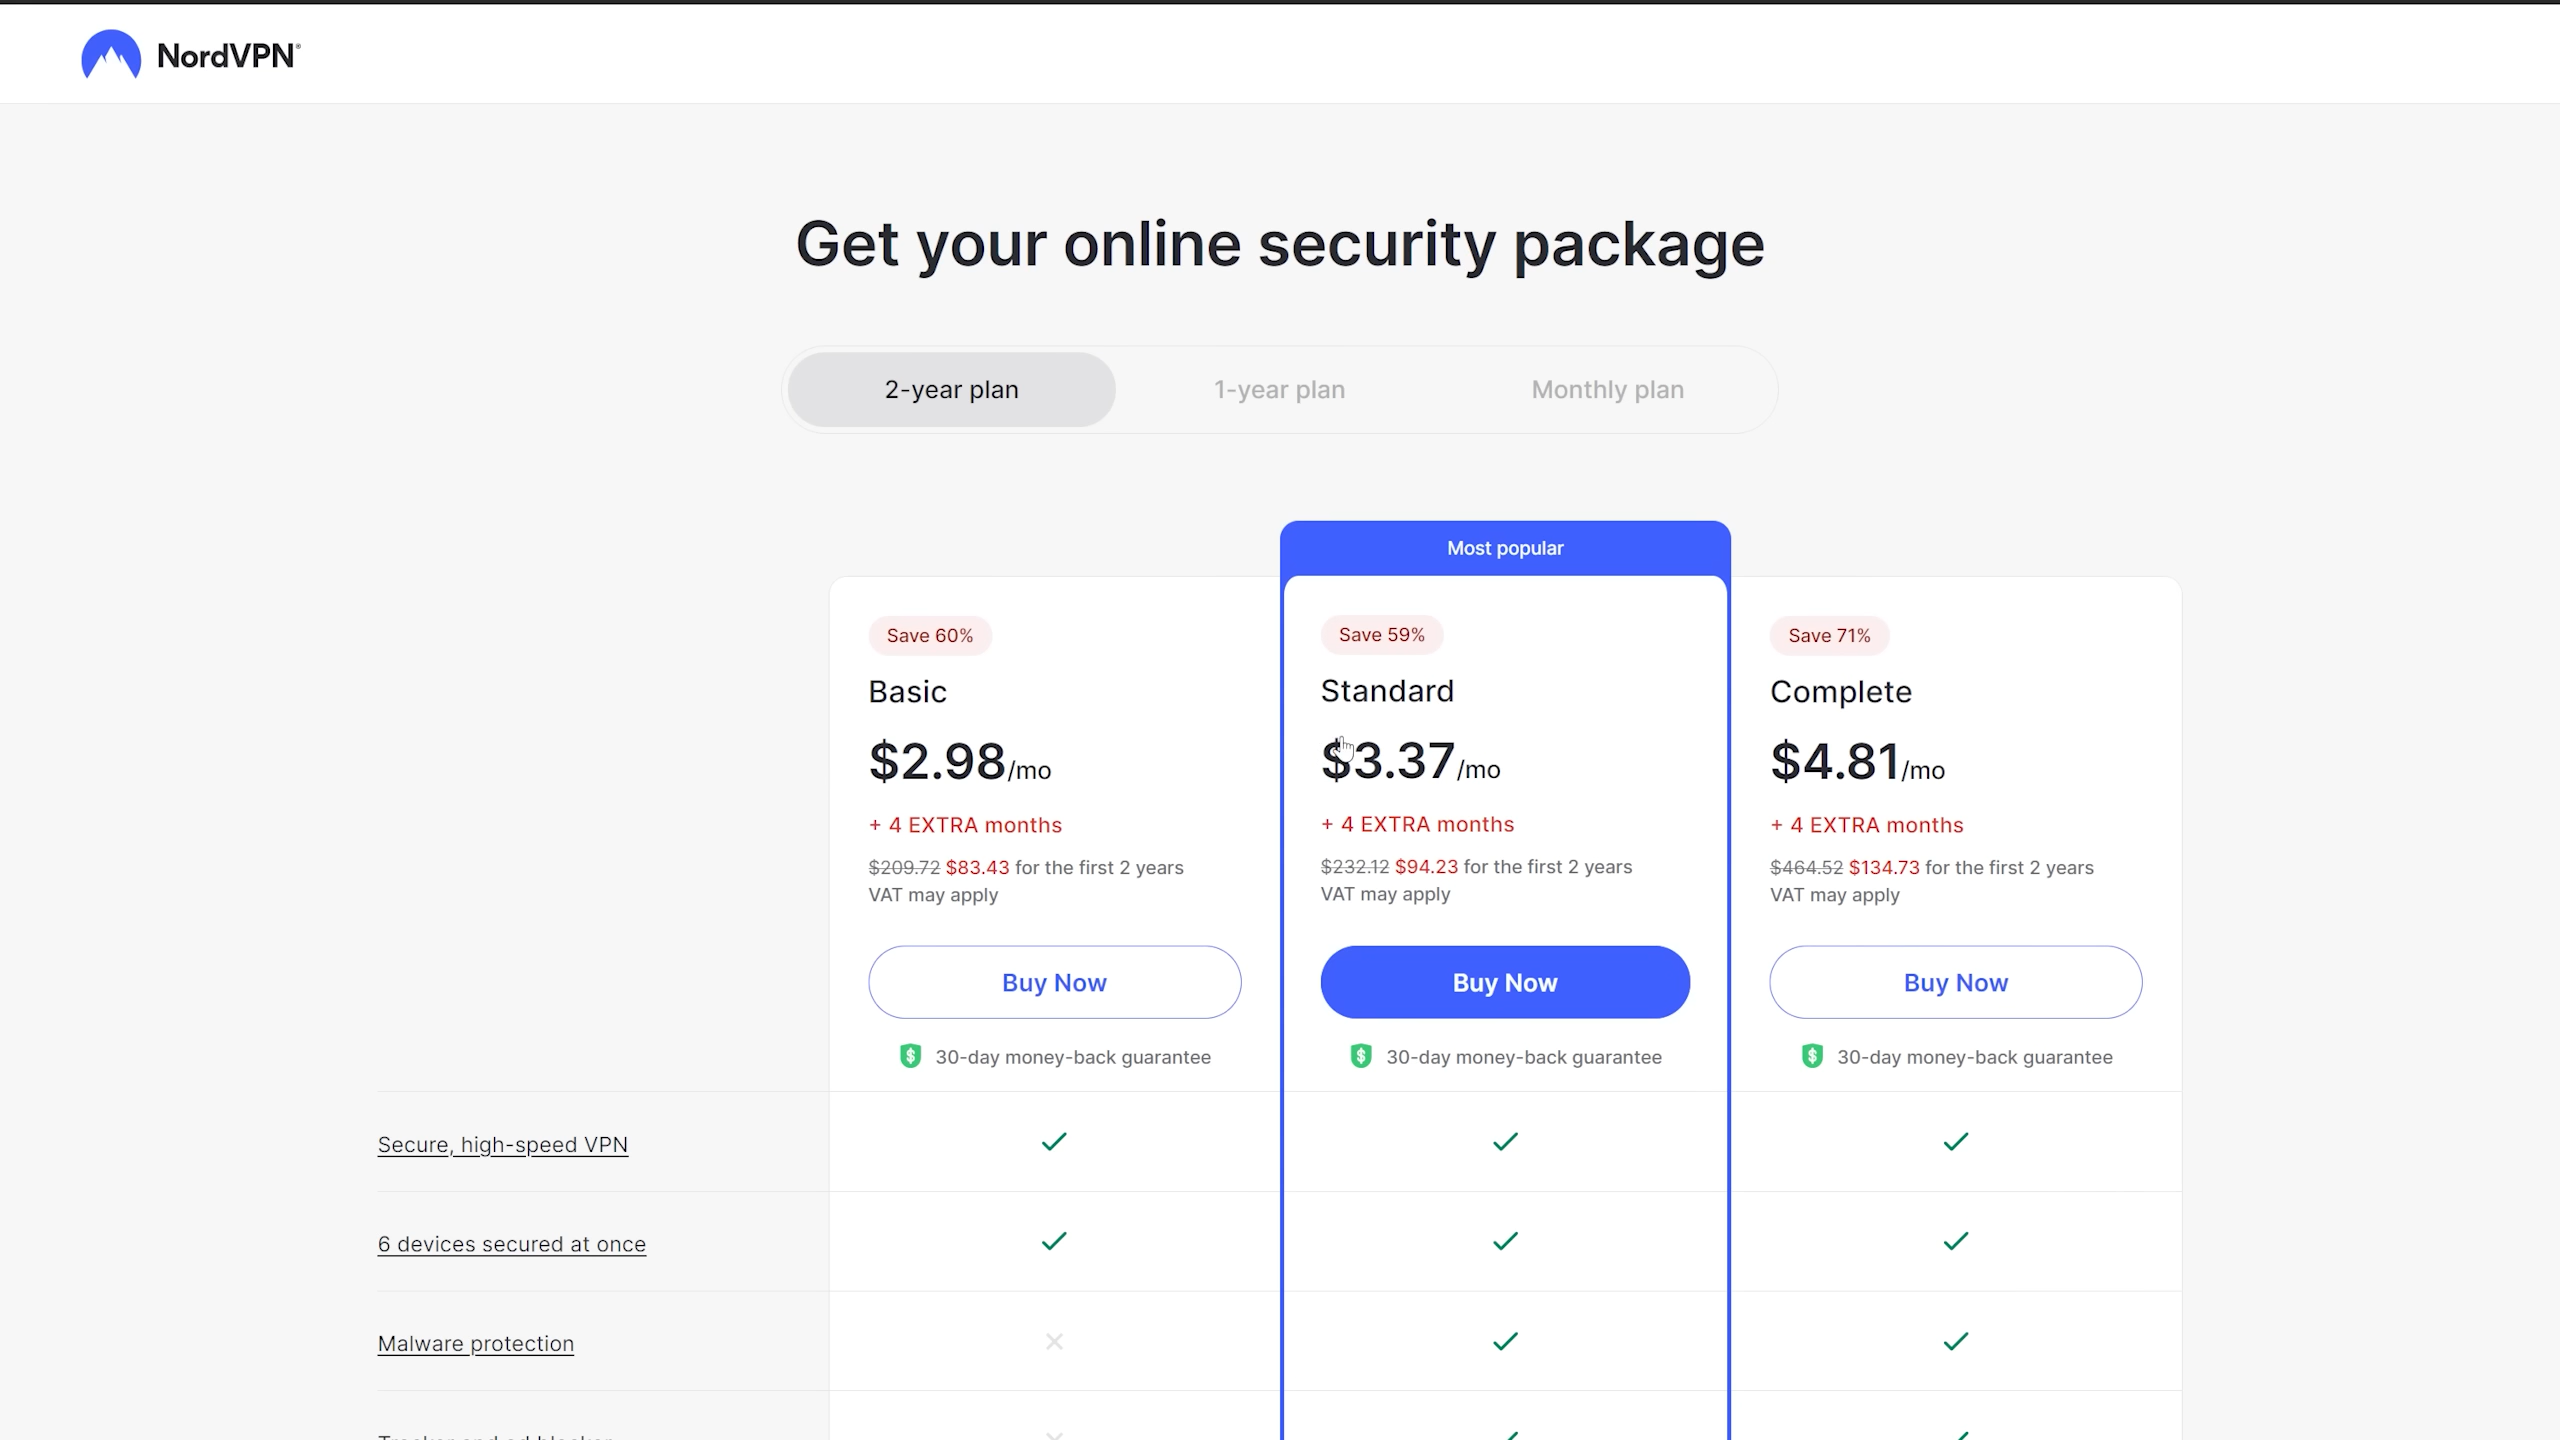 NordVPN®
Get your online security package
2-year plan
1-year plan
Monthly plan
Most popular
Save 60%
Basic
$2.98/mo
+ 4 EXTRA months
$209.72 $83.43 for the first 2 years
VAT may apply
Buy Now
30-day money-back guarantee
Save 59%
Standard
$3.37/mo
+ 4 EXTRA months
$232.12 $94.23 for the first 2 years
VAT may apply
Buy Now
30-day money-back guarantee
Save 71%
Complete
$4.81/mo
+ 4 EXTRA months
$464.52 $134.73 for the first 2 years
VAT may apply
Buy Now
30-day money-back guarantee
Secure, high-speed VPN
6 devices secured at once
Malware protection